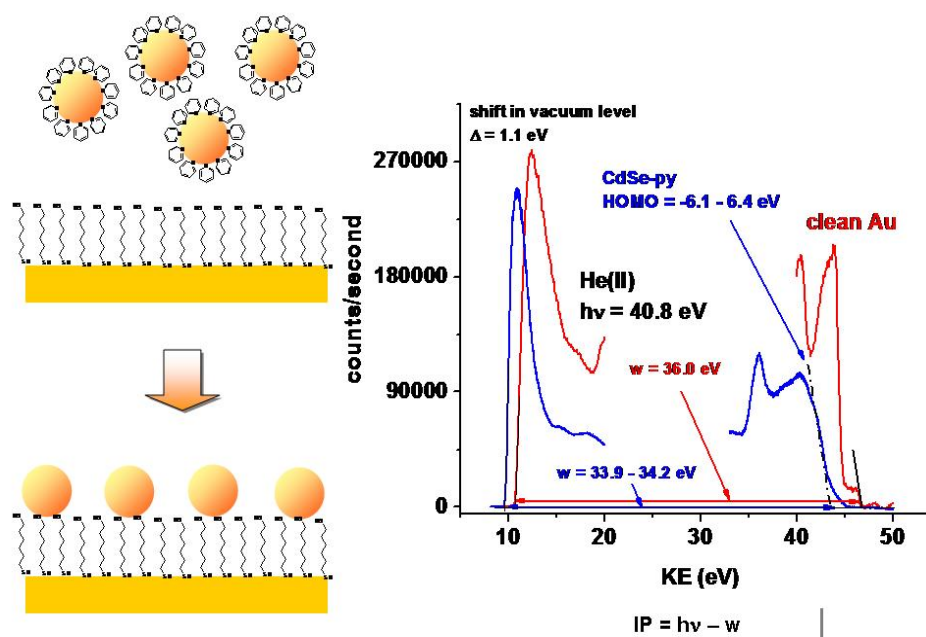 shift in vacuum level
Δ = 1.1 eV
270000
180000
90000
0
counts/second
CdSe-py
HOMO = -6.1 - 6.4 eV
clean Au
He(II)
hν = 40.8 eV
w = 36.0 eV
w = 33.9 - 34.2 eV
10
20
30
40
50
KE (eV)
IP = hν – w